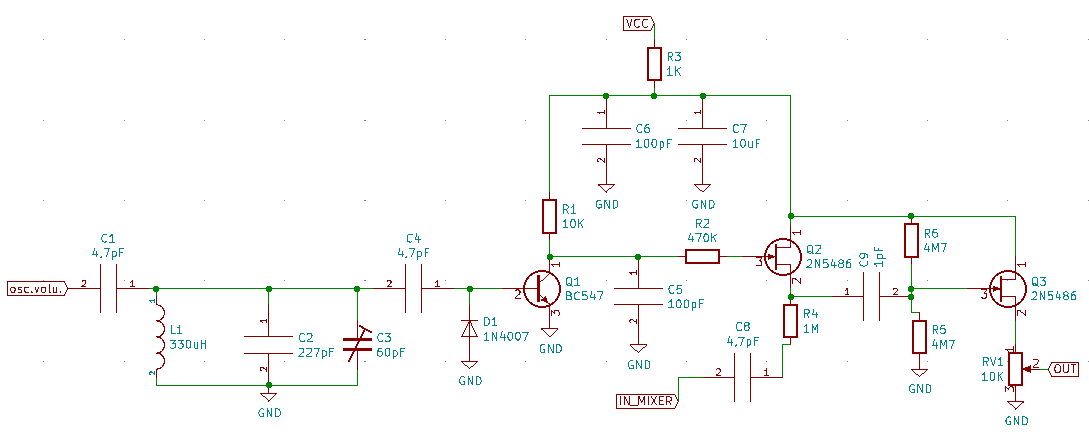 VCC
R3
1K
C6
100pF
1
2
GND
C7
10uF
1
2
GND
R1
10K
R2
470K
Q2
2N5486
1
2
3
R6
4M7
C9
1pF
1
2
Q3
2N5486
1
2
3
C1
4,7pF
2
1
C4
4,7pF
2
1
osc.volu.
Q1
BC547
1
2
3
GND
C5
100pF
1
2
GND
L1
330uH
1
2
C2
227pF
1
2
GND
C3
60pF
D1
1N4007
GND
R4
1M
C8
4,7pF
2
1
IN_MIXER
R5
4M7
GND
RV1
10K
1
2
3
OUT
GND